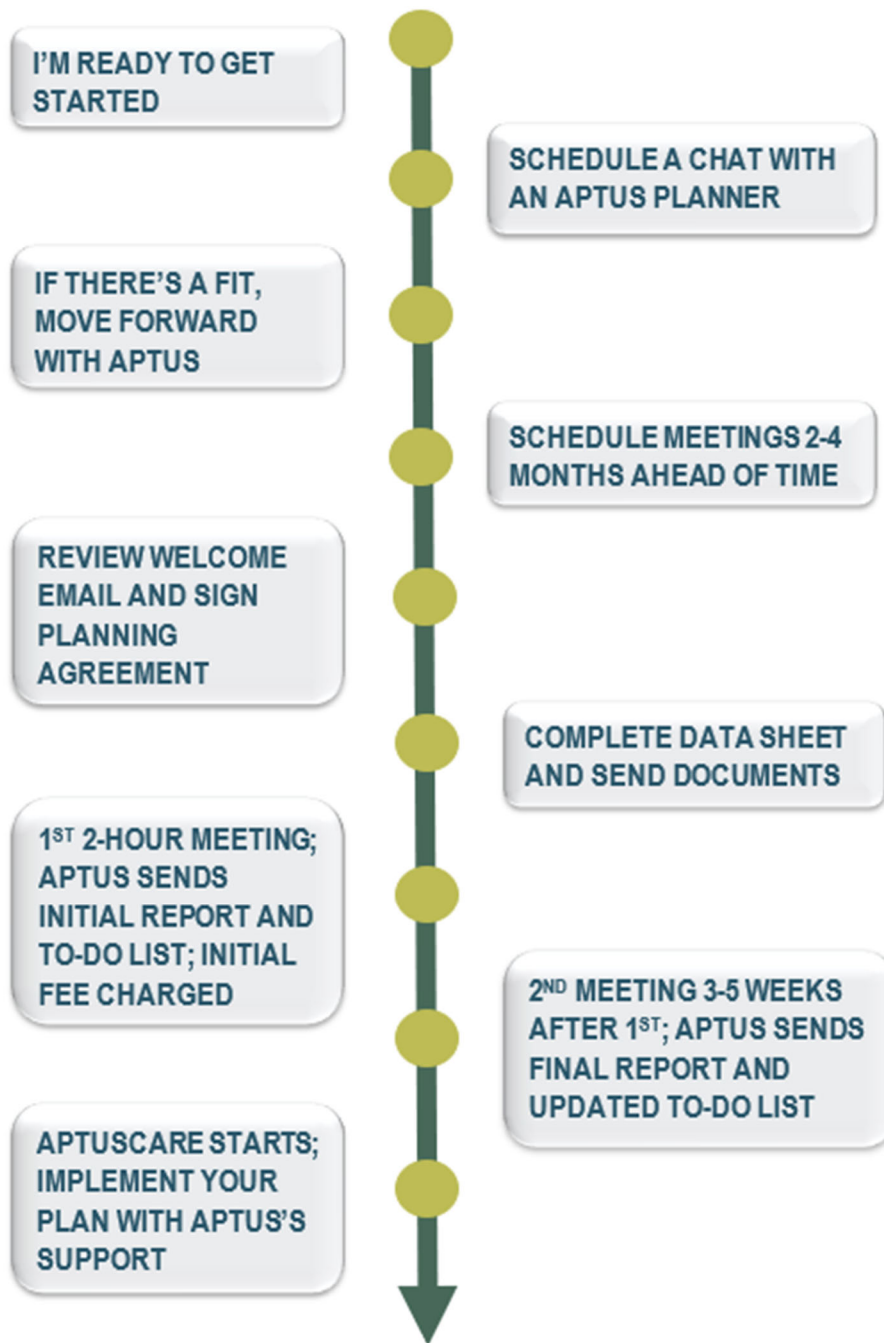 I'M READY TO GET
STARTED
SCHEDULE A CHAT WITH
AN APTUS PLANNER
IF THERE'S A FIT,
MOVE FORWARD
WITH APTUS
SCHEDULE MEETINGS 2-4
MONTHS AHEAD OF TIME
REVIEW WELCOME
EMAIL AND SIGN
PLANNING
AGREEMENT
COMPLETE DATA SHEET
AND SEND DOCUMENTS
1ST 2-HOUR MEETING;
APTUS SENDS
INITIAL REPORT AND
TO-DO LIST; INITIAL
FEE CHARGED
2ND MEETING 3-5 WEEKS
AFTER 1ST; APTUS SENDS
FINAL REPORT AND
UPDATED TO-DO LIST
APTUSCARE STARTS;
IMPLEMENT YOUR
PLAN WITH APTUS'S
SUPPORT